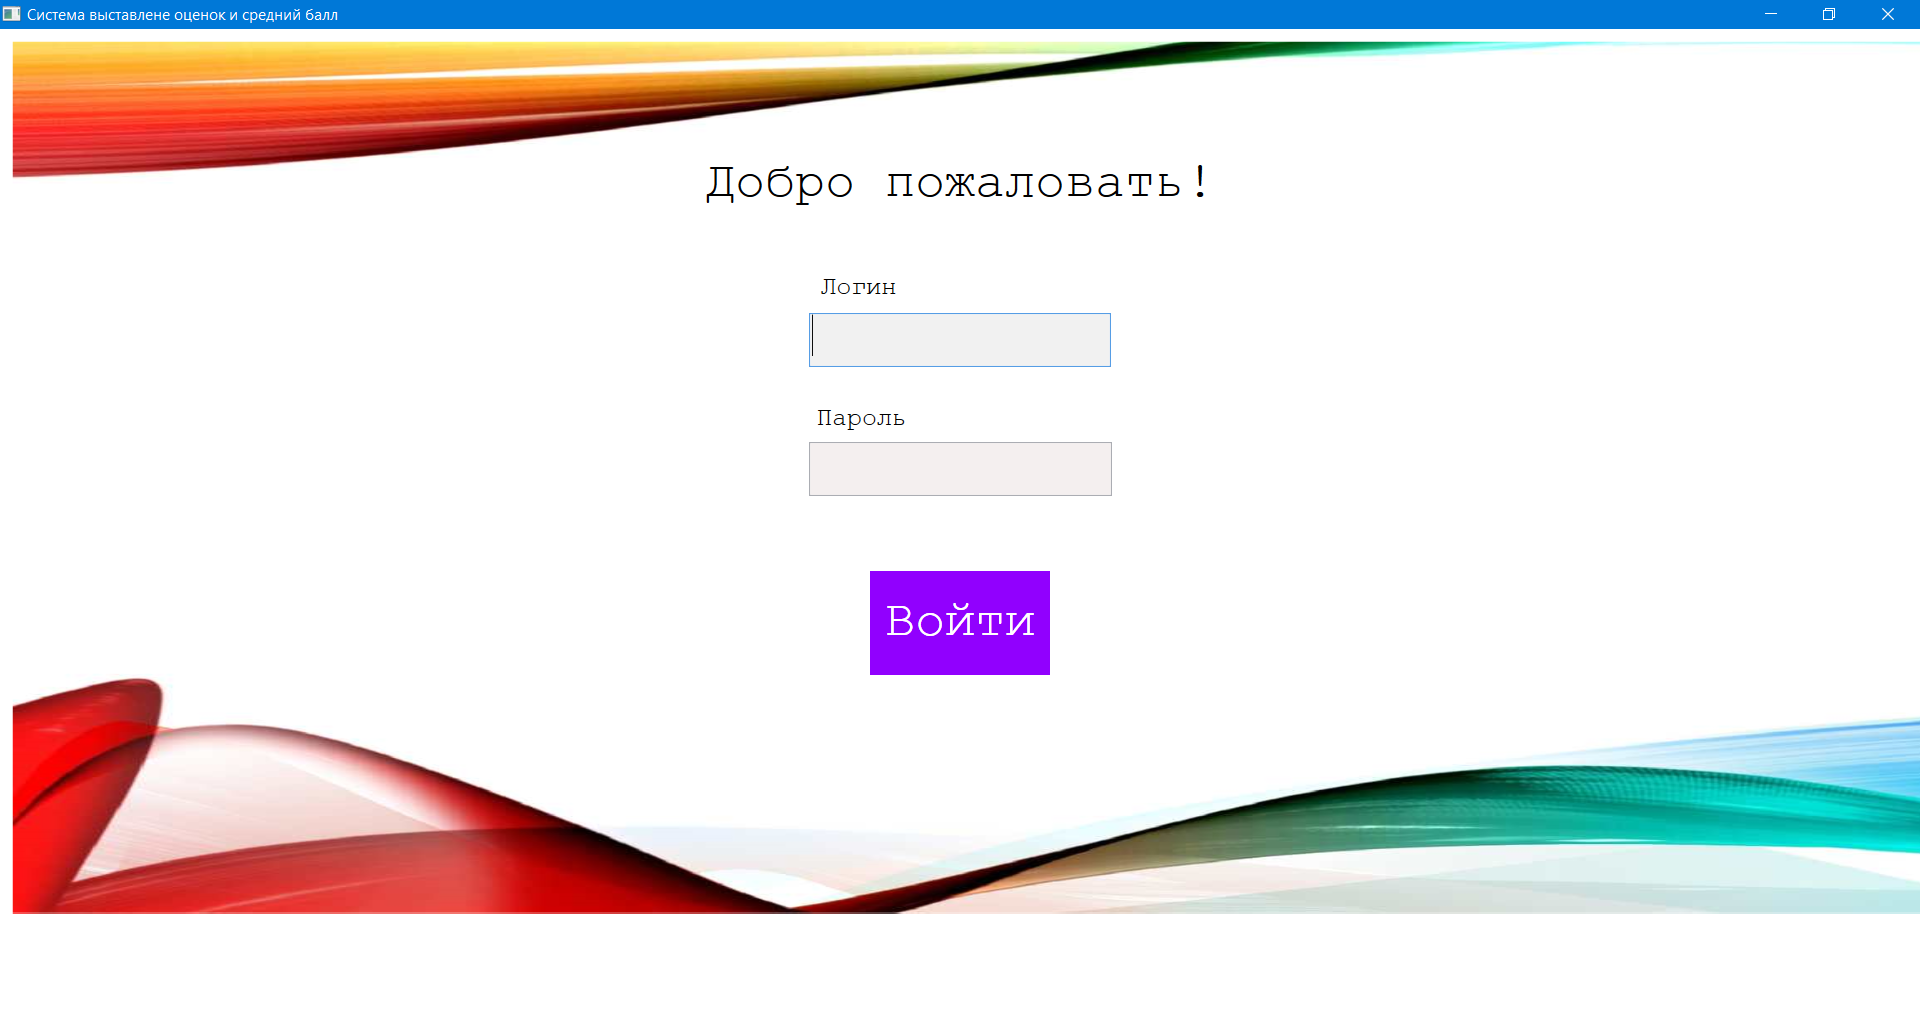 Система выставлене оценок и средний балл
Добро пожаловать!
Логин
Пароль
Войти